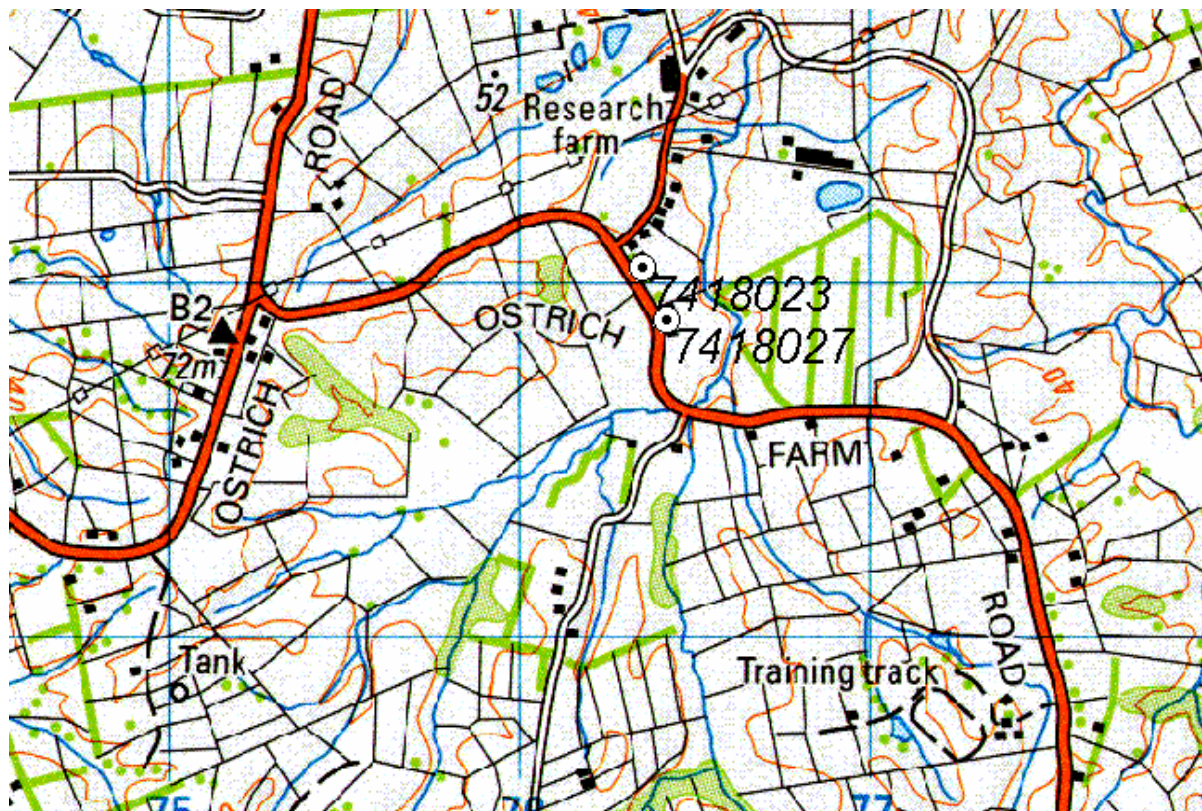 52
Research
farm
ROAD
7418023
OSTRICH
7418027
B2
72m
OSTRICH
40
FARM
ROAD
Tank
Training track
75
77